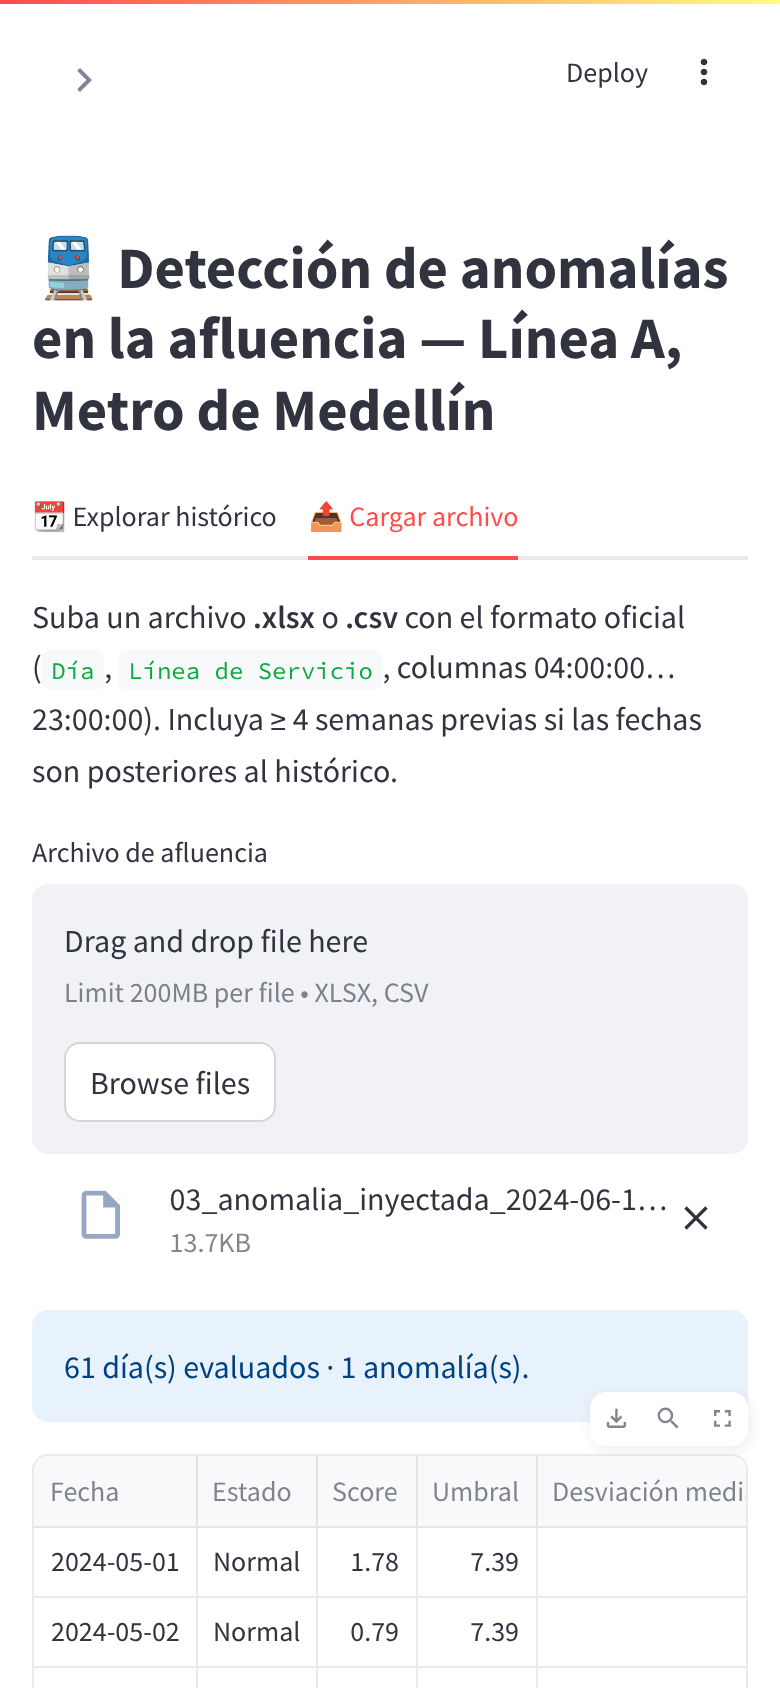 Deploy
Detección de anomalías
en la afluencia — Línea A,
Metro de Medellín
Explorar histórico
Cargar archivo
Suba un archivo .xlsx o .csv con el formato oficial
(Día, Línea de Servicio, columnas 04:00:00…
23:00:00). Incluya ≥ 4 semanas previas si las fechas
son posteriores al histórico.
Archivo de afluencia
Drag and drop file here
Limit 200MB per file • XLSX, CSV
Browse files
03_anomalia_inyectada_2024-06-1…
13.7KB
61 día(s) evaluados · 1 anomalía(s).
Fecha Estado Score Umbral Desviación medi
2024-05-01 Normal 1.78 7.39
2024-05-02 Normal 0.79 7.39